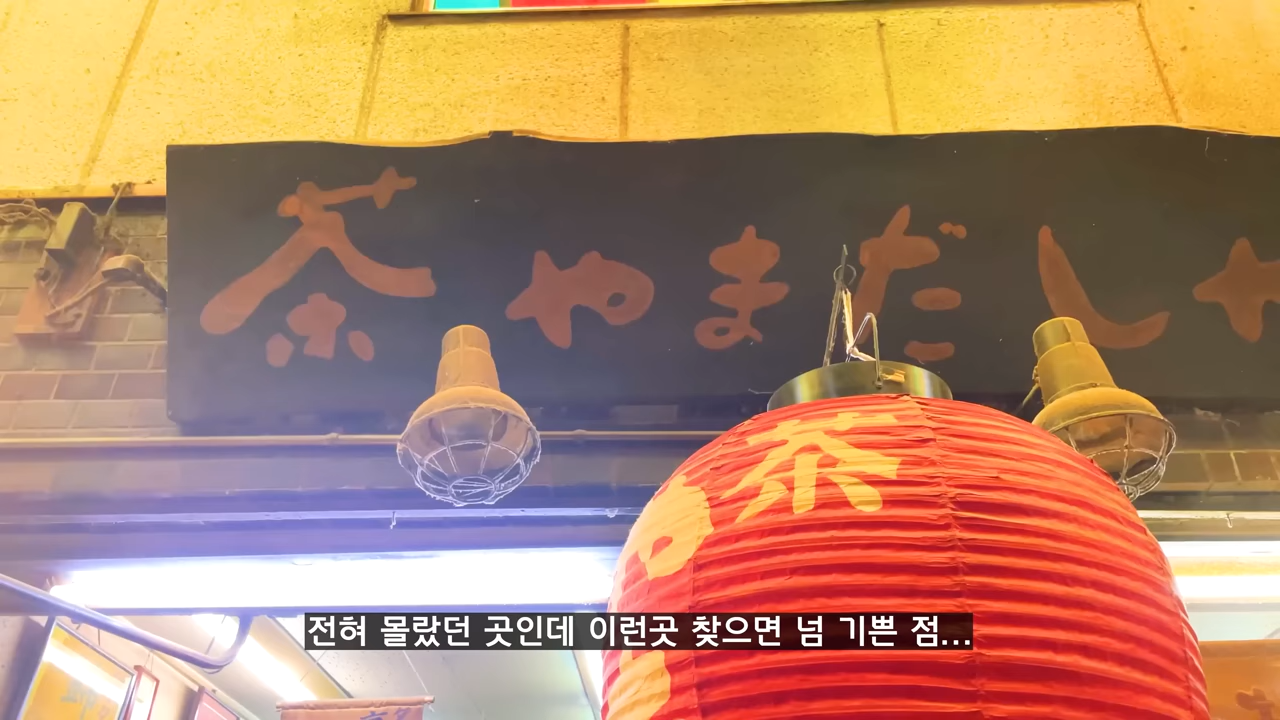 茶 やまだしや
茶
전혀 몰랐던 곳인데 이런곳 찾으면 넘 기쁜 점...